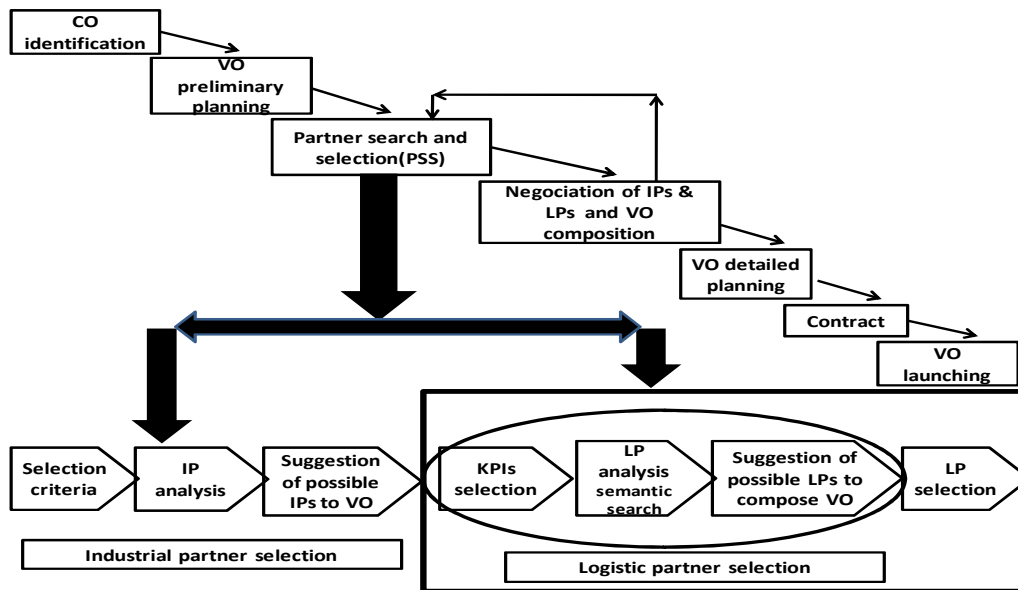 CO
identification
VO
preliminary
planning
Partner search and
selection(PSS)
Negociation of IPs &
LPs and VO
composition
VO detailed
planning
Contract
VO
launching
Selection
criteria
IP
analysis
Suggestion
of possible
IPs to VO
KPIs
selection
LP
analysis
semantic
search
Suggestion of
possible LPs to
compose VO
LP
selection
Industrial partner selection
Logistic partner selection